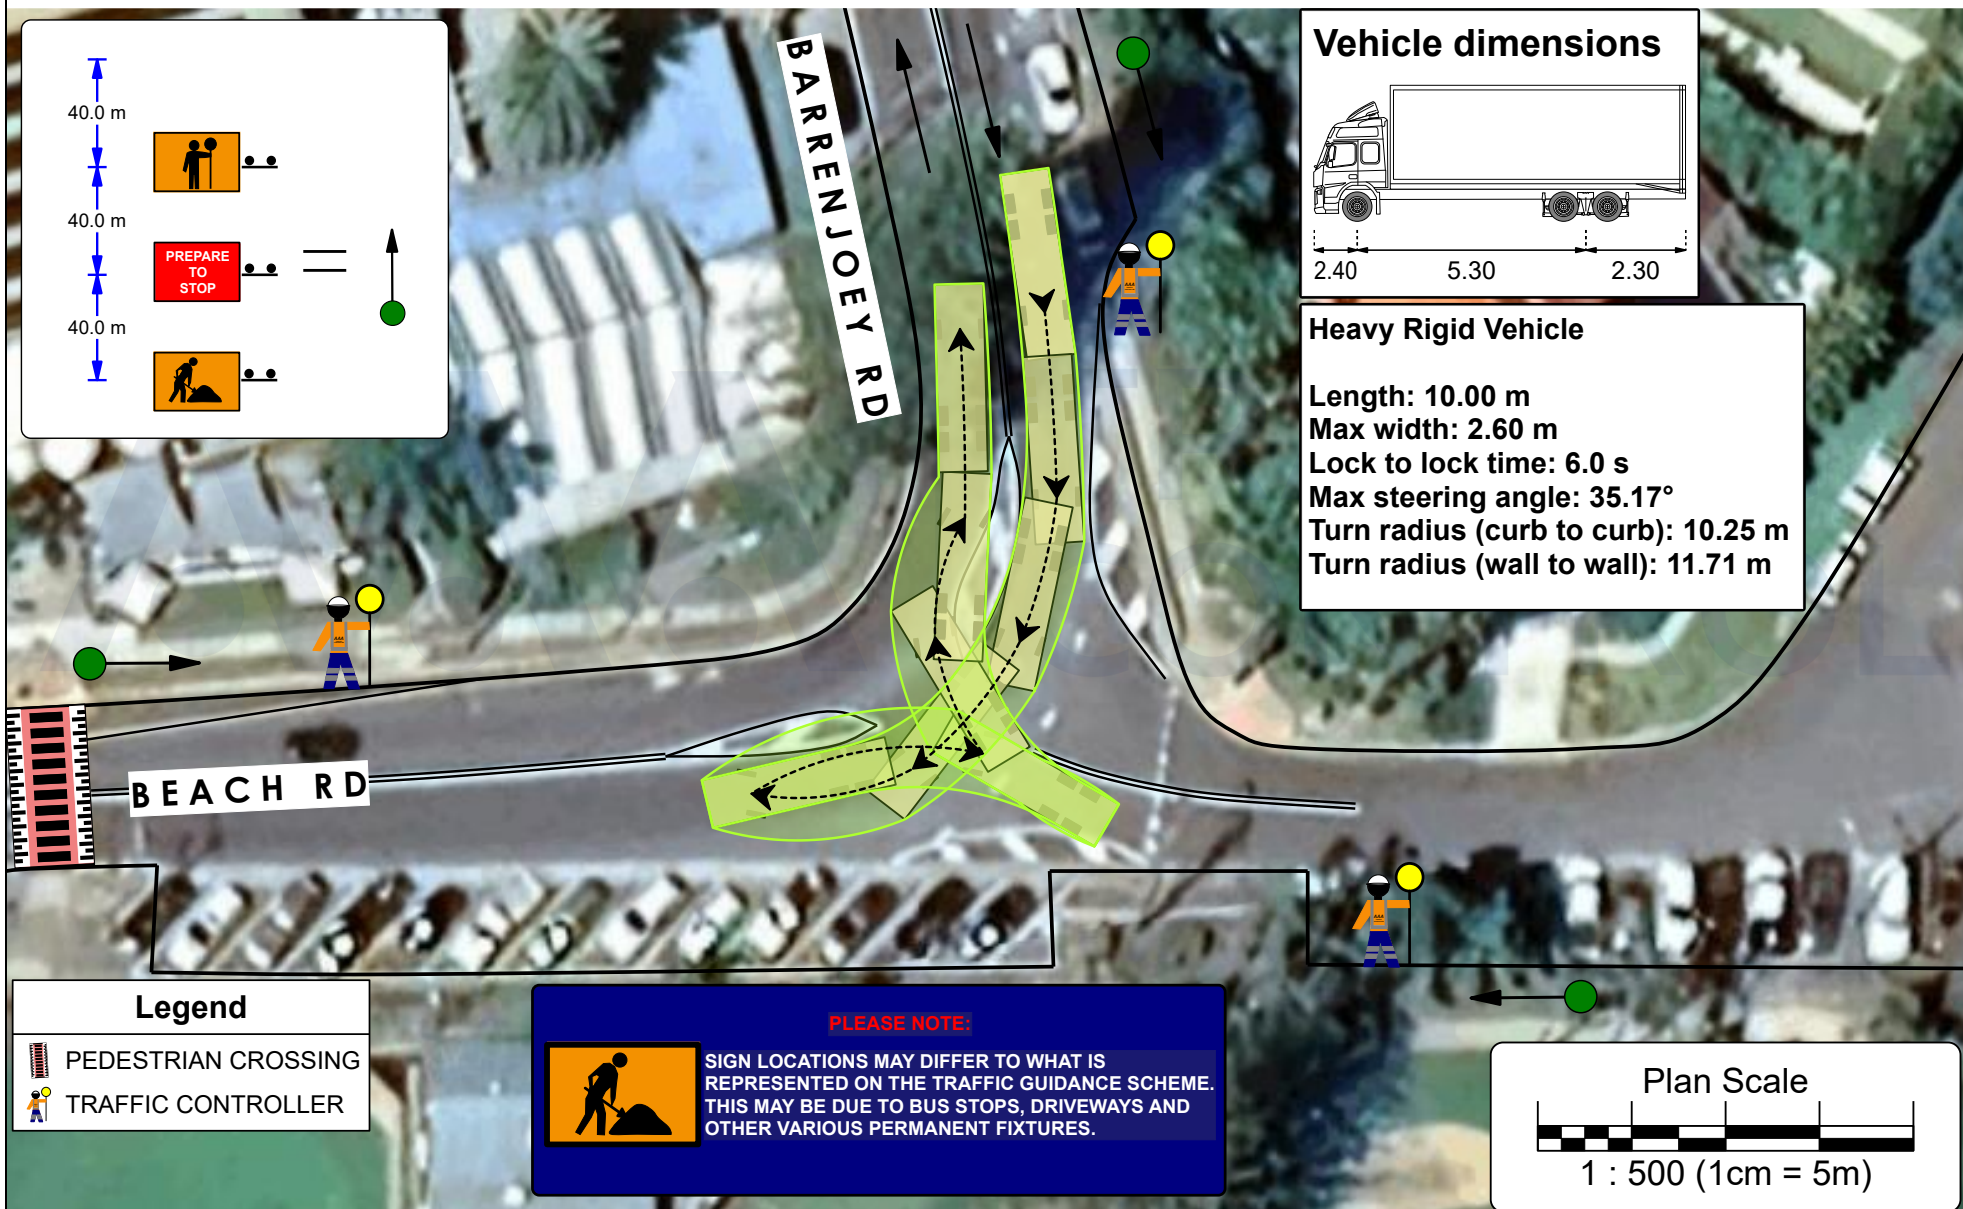 40.0 m
40.0 m
PREPARE
TO
STOP
40.0 m
BARRENJOEY RD
Vehicle dimensions
2.40 5.30 2.30
Heavy Rigid Vehicle
Length: 10.00 m
Max width: 2.60 m
Lock to lock time: 6.0 s
Max steering angle: 35.17°
Turn radius (curb to curb): 10.25 m
Turn radius (wall to wall): 11.71 m
BEACH RD
Legend
PEDESTRIAN CROSSING
TRAFFIC CONTROLLER
PLEASE NOTE:
SIGN LOCATIONS MAY DIFFER TO WHAT IS
REPRESENTED ON THE TRAFFIC GUIDANCE SCHEME.
THIS MAY BE DUE TO BUS STOPS, DRIVEWAYS AND
OTHER VARIOUS PERMANENT FIXTURES.
Plan Scale
1 : 500 (1cm = 5m)